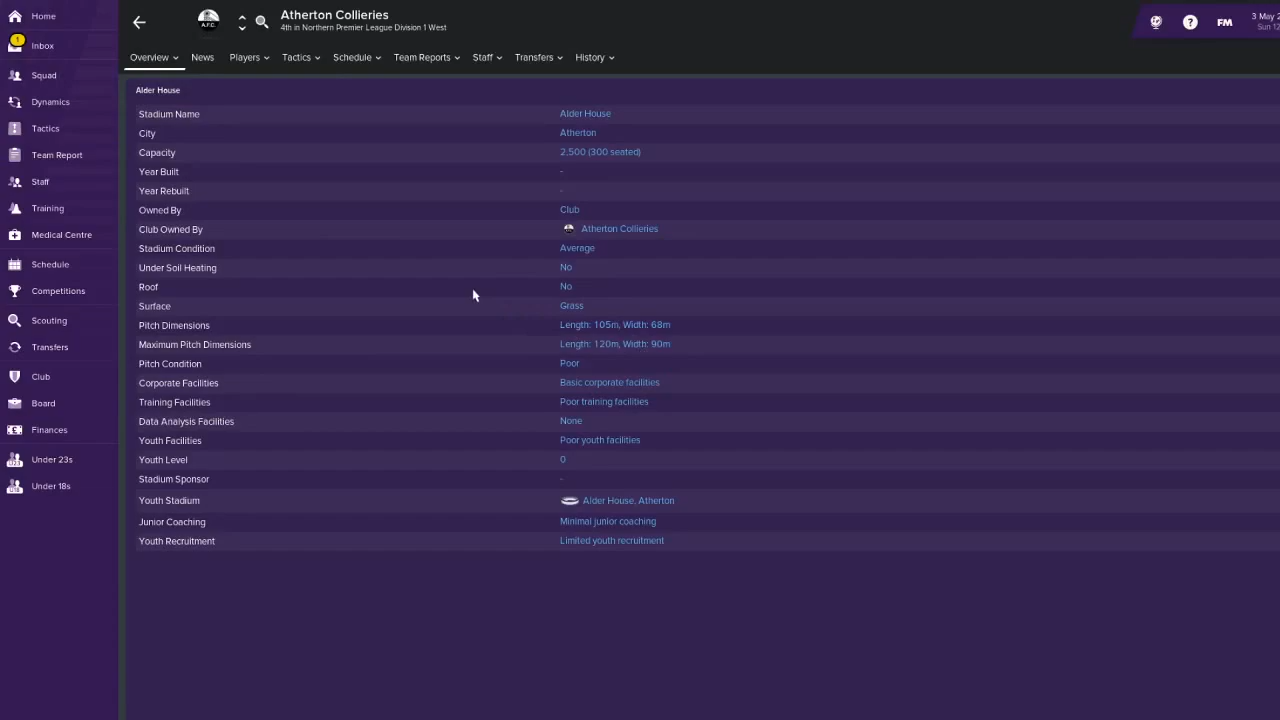 Home
1
Inbox
Squad
Dynamics
Tactics
Team Report
Staff
Training
Medical Centre
Schedule
Competitions
Scouting
Transfers
Club
Board
Finances
U23 Under 23s
U18 Under 18s
A.F.C.
Atherton Collieries
4th in Northern Premier League Division 1 West
? FM
3 May 2
Sun 12
Overview News Players Tactics Schedule Team Reports Staff Transfers History
Alder House
Stadium Name Alder House
City Atherton
Capacity 2,500 (300 seated)
Year Built -
Year Rebuilt -
Owned By Club
Club Owned By Atherton Collieries
Stadium Condition Average
Under Soil Heating No
Roof No
Surface Grass
Pitch Dimensions Length: 105m, Width: 68m
Maximum Pitch Dimensions Length: 120m, Width: 90m
Pitch Condition Poor
Corporate Facilities Basic corporate facilities
Training Facilities Poor training facilities
Data Analysis Facilities None
Youth Facilities Poor youth facilities
Youth Level 0
Stadium Sponsor -
Youth Stadium Alder House, Atherton
Junior Coaching Minimal junior coaching
Youth Recruitment Limited youth recruitment